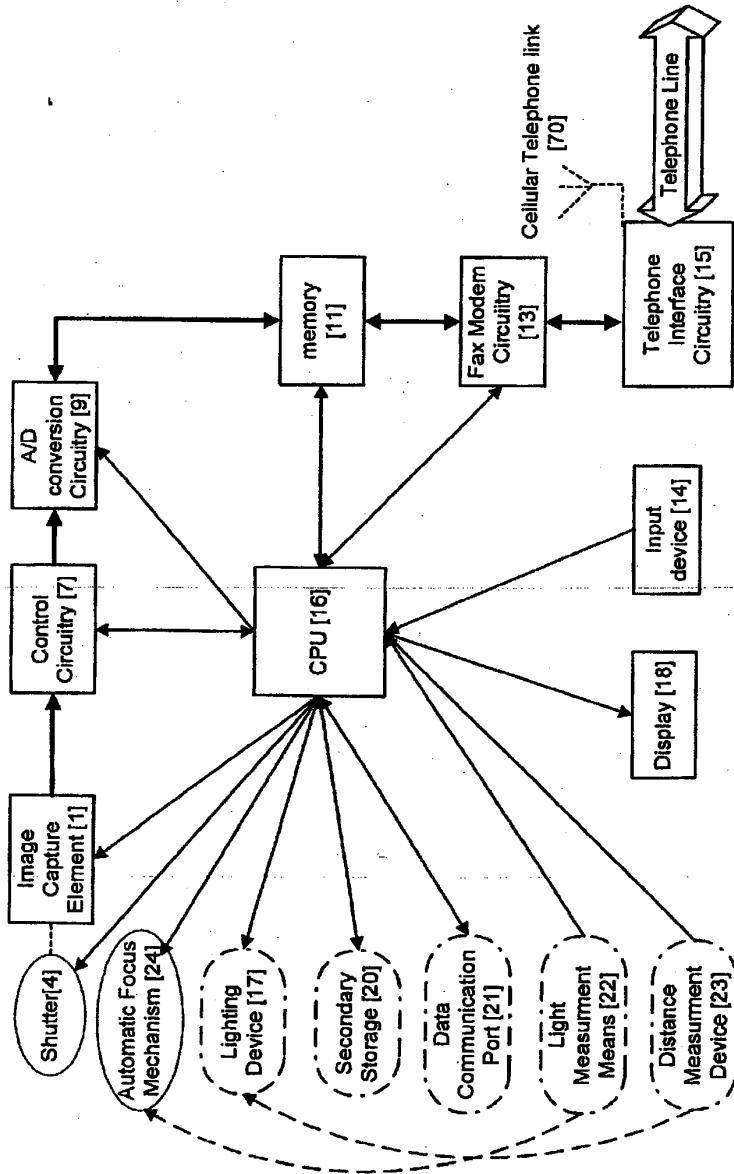 Shutter[4]
Image
Capture
Element [1]
Control
Circuitry [7]
A/D
conversion
Circuitry [9]
Automatic Focus
Mechanism [24]
Lighting
Device [17]
Secondary
Storage [20]
Data
Communication
Port [21]
Light
Measurment
Means [22]
Distance
Measurment
Device [23]
CPU [16]
memory
[11]
Display [18]
Input
device [14]
Fax Modem
Circuiitry
[13]
Cellular Telephone link
[70]
Telephone
Interface
Circuitry [15]
Telephone Line